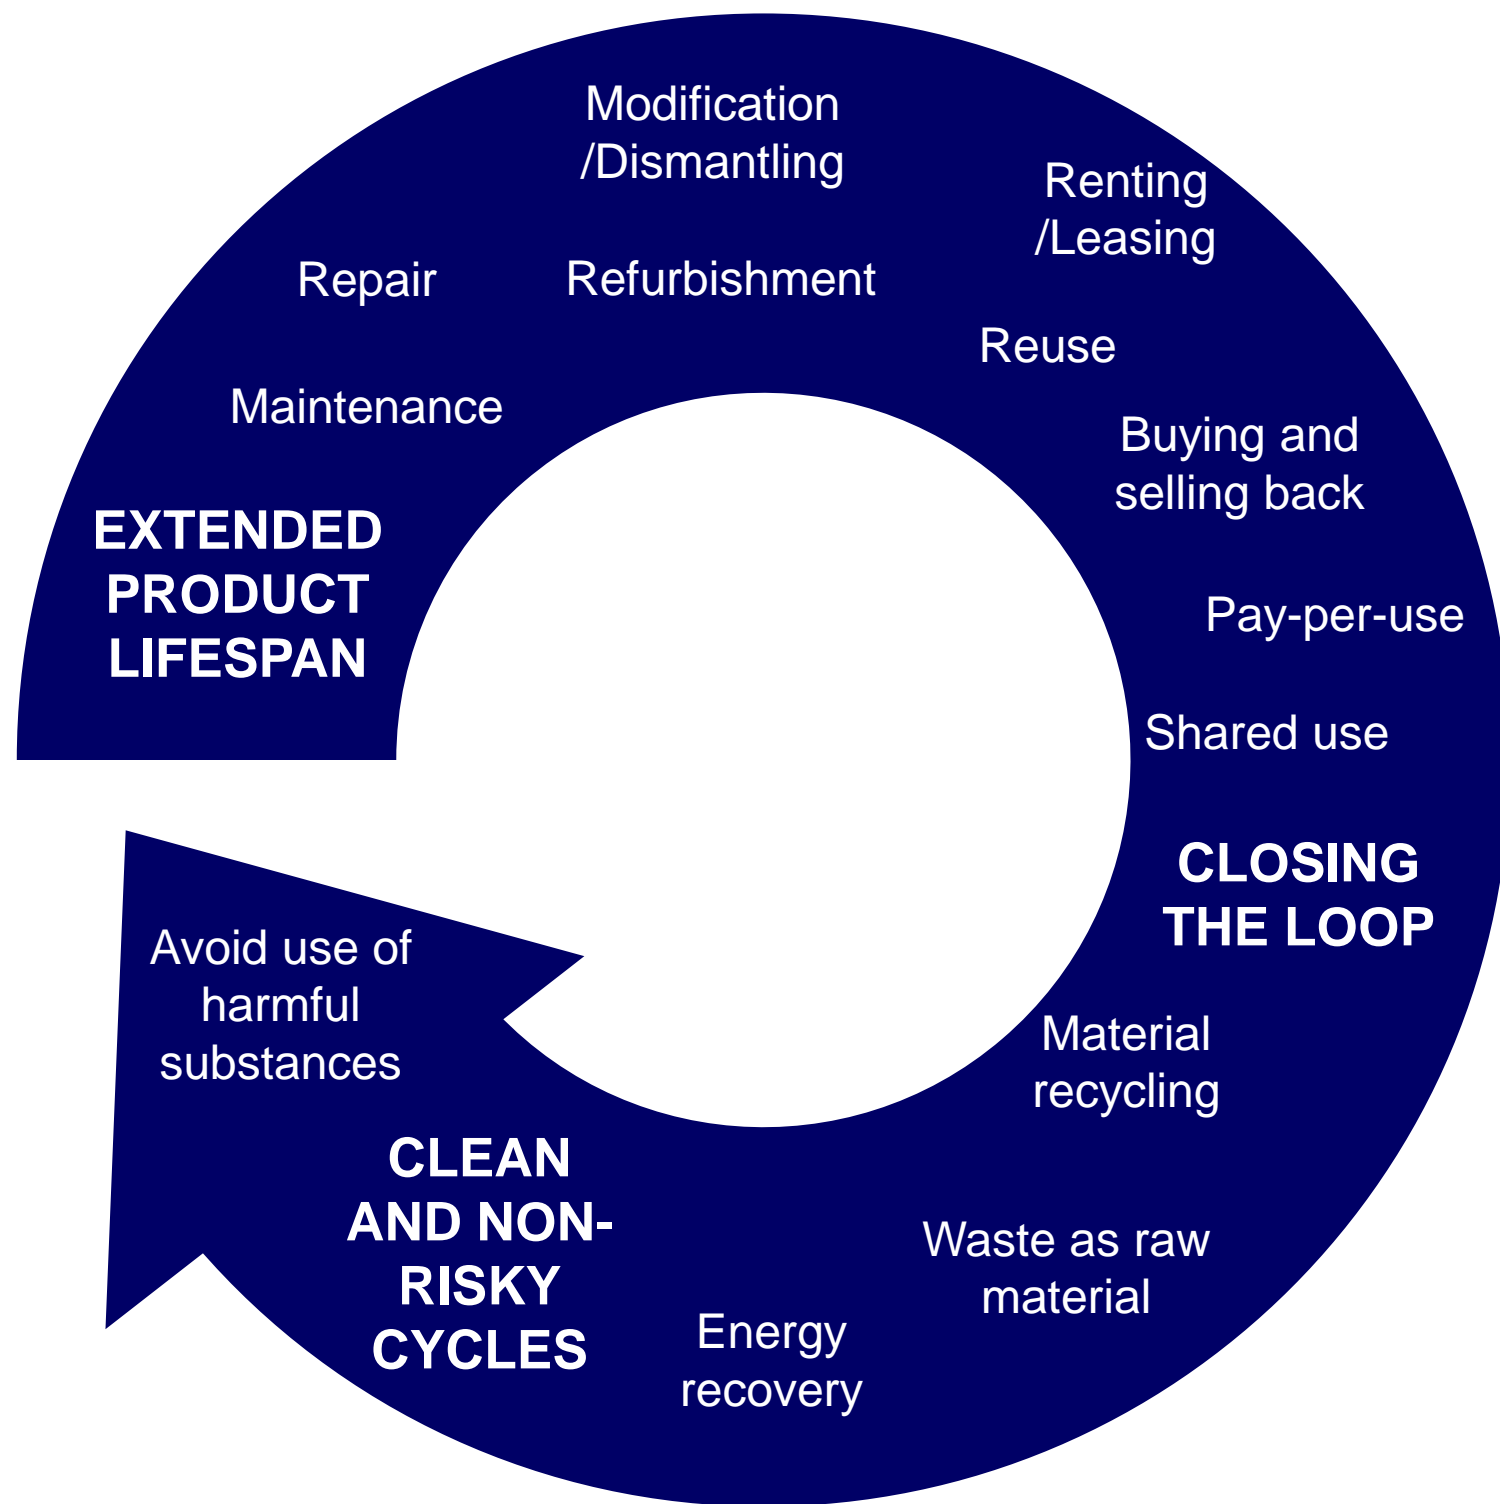 EXTENDED
PRODUCT
LIFESPAN
Maintenance
Repair
Modification
/Dismantling
Refurbishment
Renting
/Leasing
Reuse
Buying and
selling back
Pay-per-use
Shared use
CLOSING
THE LOOP
Material
recycling
Waste as raw
material
Energy
recovery
CLEAN
AND NON-
RISKY
CYCLES
Avoid use of
harmful
substances